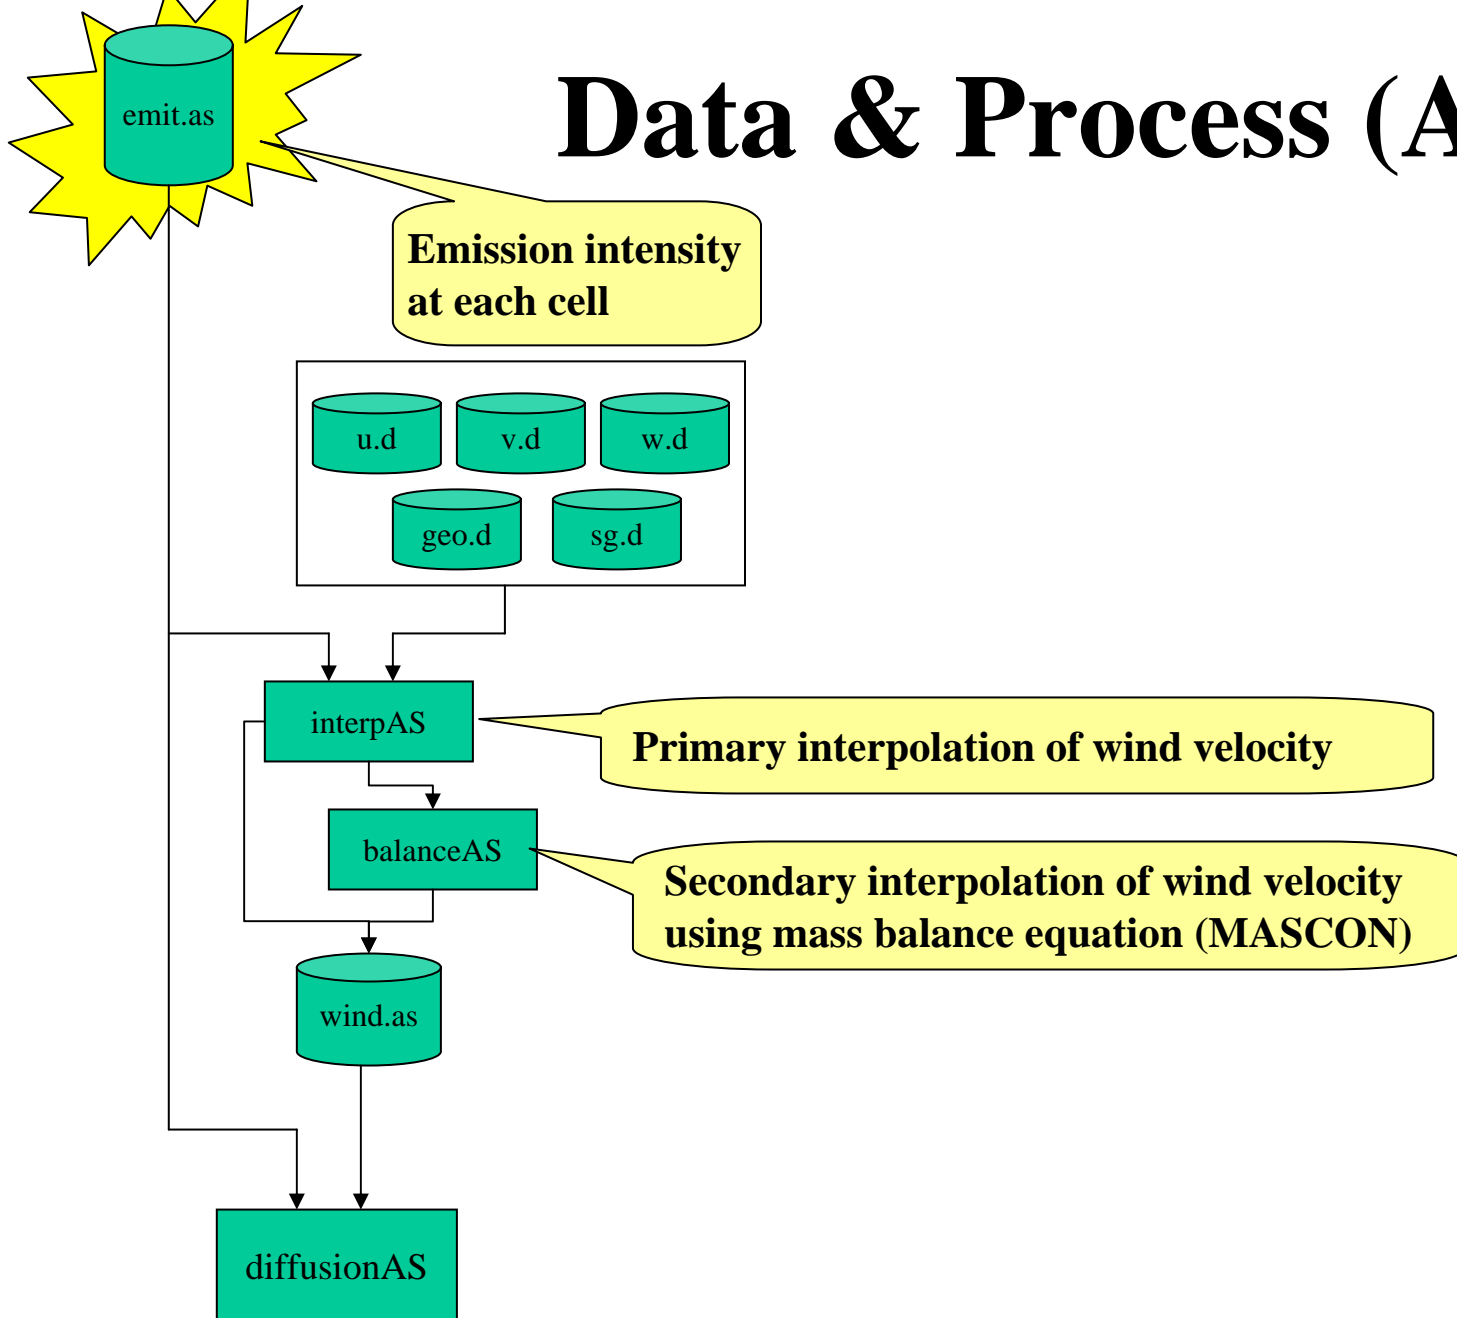 Data & Process (A
emit.as
Emission intensity
at each cell
u.d
v.d
w.d
geo.d
sg.d
interpAS
Primary interpolation of wind velocity
balanceAS
Secondary interpolation of wind velocity
using mass balance equation (MASCON)
wind.as
diffusionAS